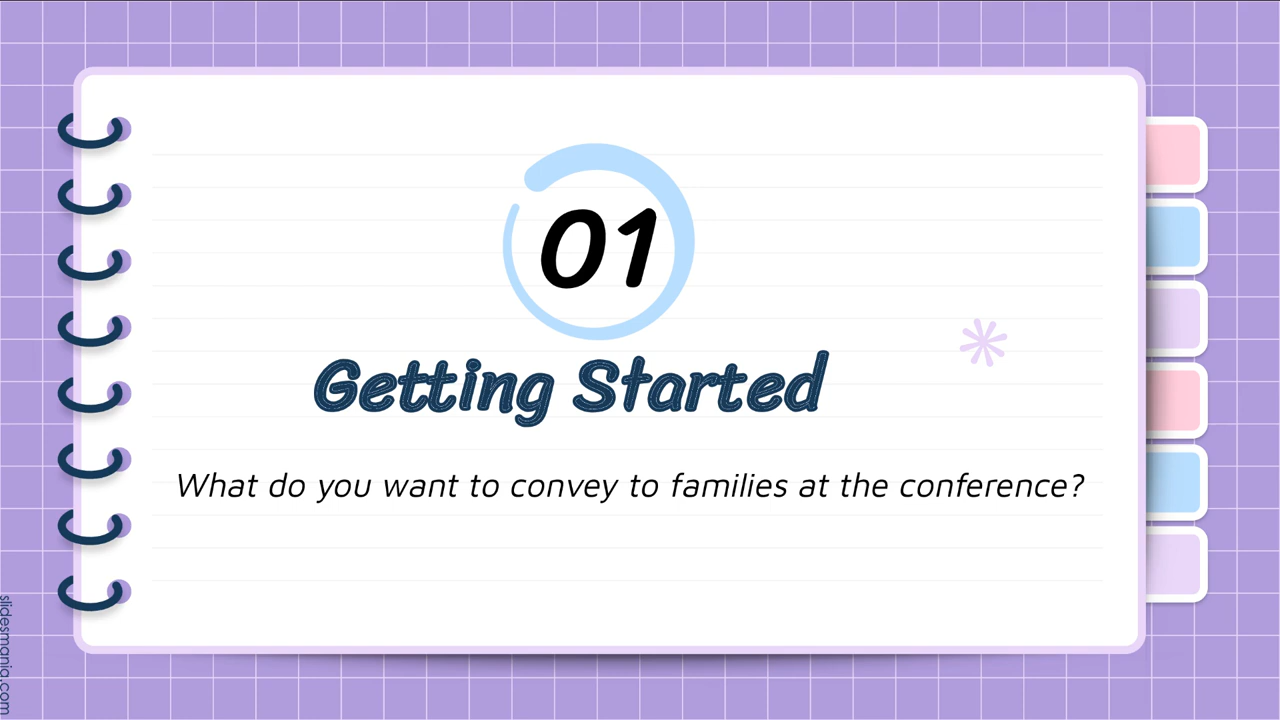 01
Getting Started
What do you want to convey to families at the conference?
slidesmania.com